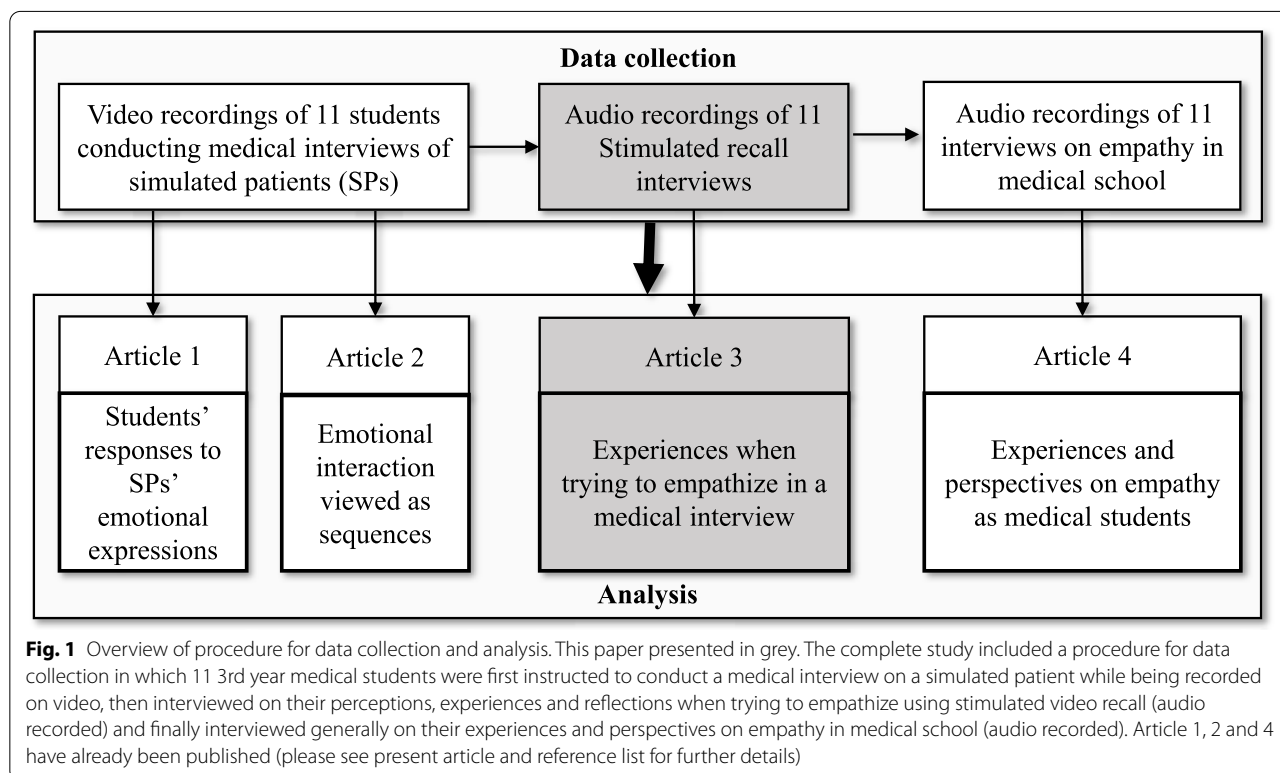 Data collection
Video recordings of 11 students
conducting medical interviews of
simulated patients (SPs)
Audio recordings of 11
Stimulated recall
interviews
Audio recordings of 11
interviews on empathy in
medical school
Article 1
Students’
responses to
SPs’
emotional
expressions
Article 2
Emotional
interaction
viewed as
sequences
Article 3
Experiences when
trying to empathize in a
medical interview
Article 4
Experiences and
perspectives on empathy
as medical students
Analysis
Fig. 1 Overview of procedure for data collection and analysis. This paper presented in grey. The complete study included a procedure for data
collection in which 11 3rd year medical students were first instructed to conduct a medical interview on a simulated patient while being recorded
on video, then interviewed on their perceptions, experiences and reflections when trying to empathize using stimulated video recall (audio
recorded) and finally interviewed generally on their experiences and perspectives on empathy in medical school (audio recorded). Article 1, 2 and 4
have already been published (please see present article and reference list for further details)